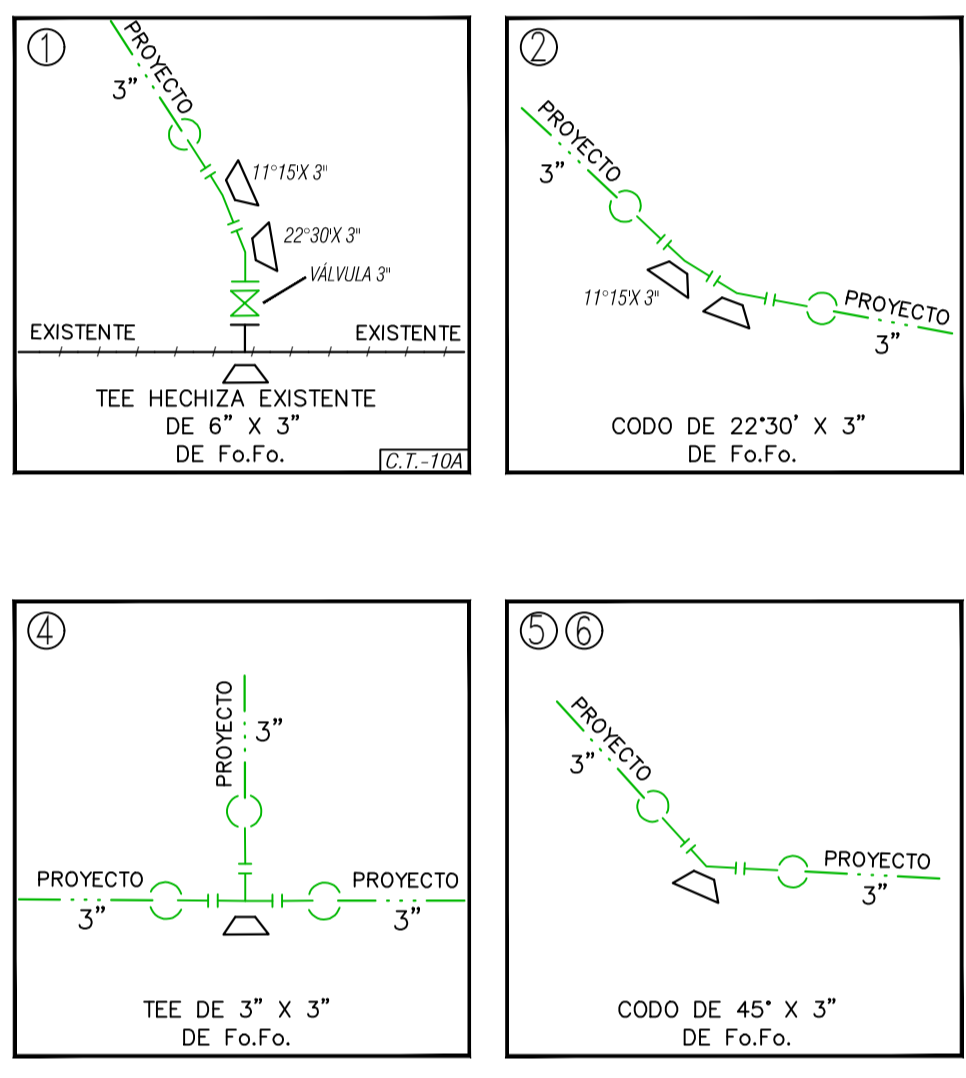 1
PROYECTO
3"
11°15'X 3"
22°30'X 3"
VÁLVULA 3"
EXISTENTE
EXISTENTE
TEE HECHIZA EXISTENTE
DE 6" X 3"
DE Fo.Fo.
C.T.-10A
2
PROYECTO
3"
11°15'X 3"
PROYECTO
3"
CODO DE 22°30' X 3"
DE Fo.Fo.
4
PROYECTO
3"
PROYECTO
3"
PROYECTO
3"
TEE DE 3" X 3"
DE Fo.Fo.
5 6
PROYECTO
3"
PROYECTO
3"
CODO DE 45° X 3"
DE Fo.Fo.